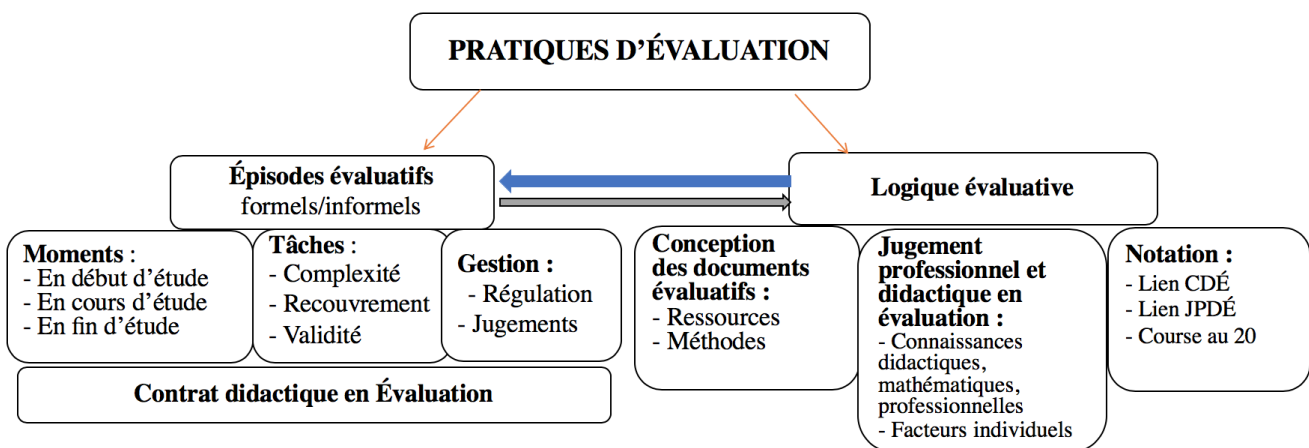 PRATIQUES D’ÉVALUATION
Épisodes évaluatifs
formels/informels
Logique évaluative
Moments :
- En début d’étude
- En cours d’étude
- En fin d’étude
Tâches :
- Complexité
- Recouvrement
- Validité
Gestion :
- Régulation
- Jugements
Contrat didactique en Évaluation
Conception
des documents
évaluatifs :
- Ressources
- Méthodes
Jugement
professionnel et
didactique en
évaluation :
- Connaissances
didactiques,
mathématiques,
professionnelles
- Facteurs individuels
Notation :
- Lien CDÉ
- Lien JPDÉ
- Course au 20